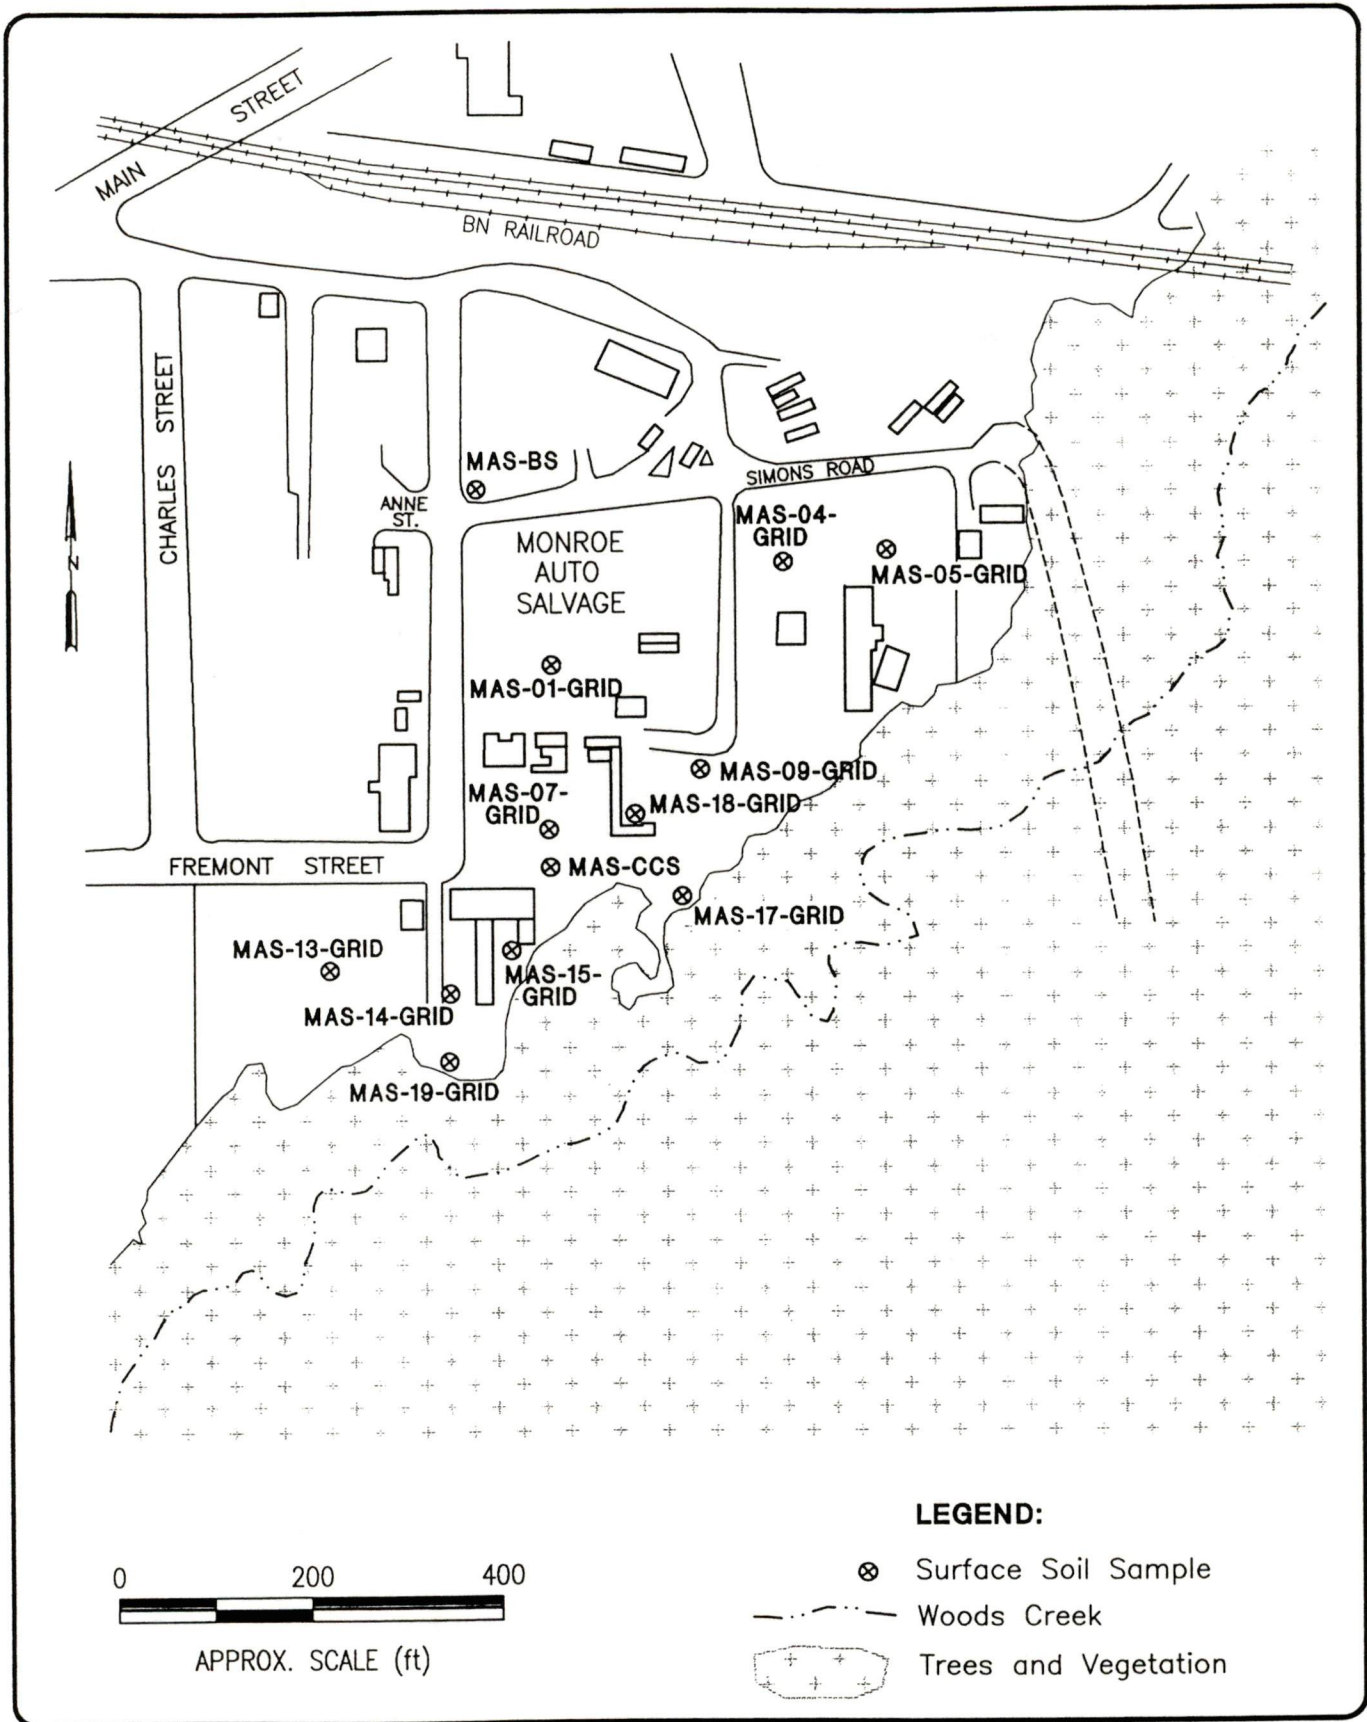 MAIN STREET
BN RAILROAD
CHARLES STREET
MAS-BS
ANNE
ST.
SIMONS ROAD
N
MONROE
AUTO
SALVAGE
MAS-04-
GRID
MAS-05-GRID
MAS-01-GRID
MAS-09-GRID
MAS-07-
GRID
MAS-18-GRID
FREMONT STREET
MAS-CCS
MAS-17-GRID
MAS-13-GRID
MAS-15-
GRID
MAS-14-GRID
MAS-19-GRID
LEGEND:
Surface Soil Sample
Woods Creek
Trees and Vegetation
0 200 400
APPROX. SCALE (ft)